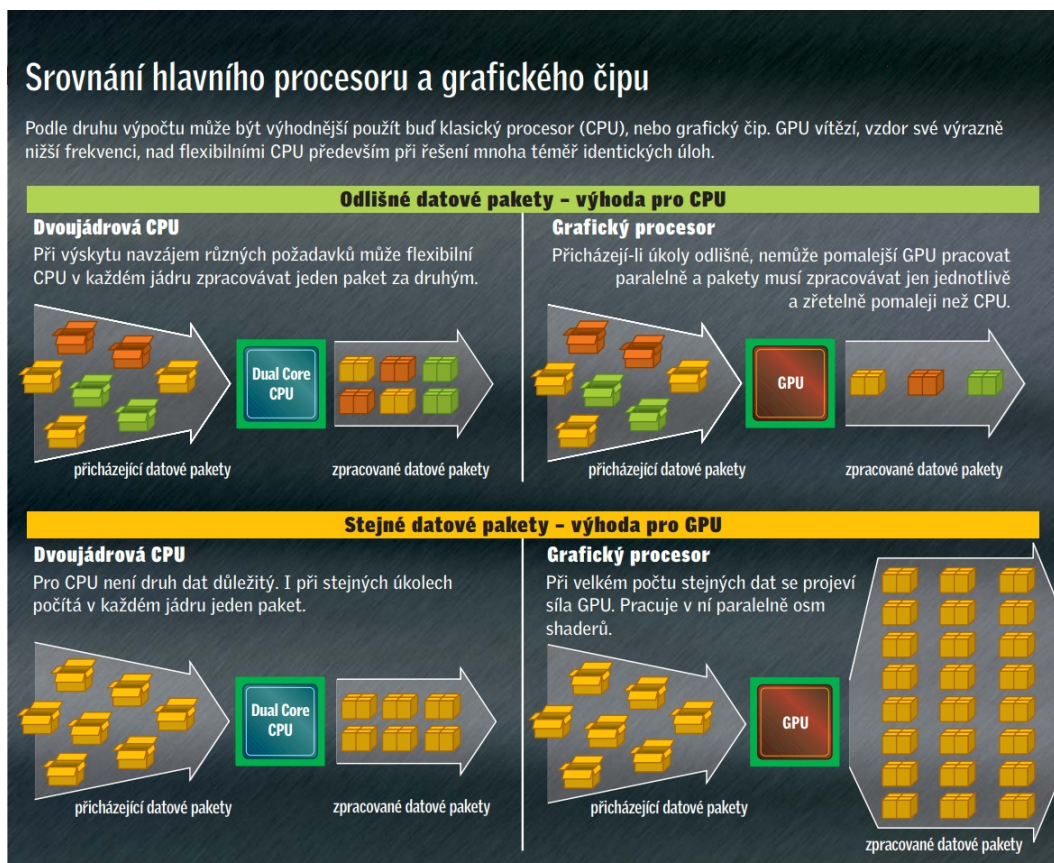 Srovnání hlavního procesoru a grafického čipu
Podle druhu výpočtu může být výhodnější použít buď klasický procesor (CPU), nebo grafický čip. GPU vítězí, vzdor své výrazně
nižší frekvenci, nad flexibilními CPU především při řešení mnoha téměř identických úloh.
Odlišné datové pakety – výhoda pro CPU
Dvoujádrová CPU
Při výskytu navzájem různých požadavků může flexibilní
CPU v každém jádru zpracovávat jeden paket za druhým.
Dual Core
CPU
přicházející datové pakety
zpracované datové pakety
Grafický procesor
Přicházejí-li úkoly odlišné, nemůže pomalejší GPU pracovat
paralelně a pakety musí zpracovávat jen jednotlivě
a zřetelně pomaleji než CPU.
GPU
přicházející datové pakety
zpracované datové pakety
Stejné datové pakety – výhoda pro GPU
Dvoujádrová CPU
Pro CPU není druh dat důležitý. I při stejných úkolech
počítá v každém jádru jeden paket.
Dual Core
CPU
přicházející datové pakety
zpracované datové pakety
Grafický procesor
Při velkém počtu stejných dat se projeví
síla GPU. Pracuje v ní paralelně osm
shaderů.
GPU
přicházející datové pakety
zpracované datové pakety